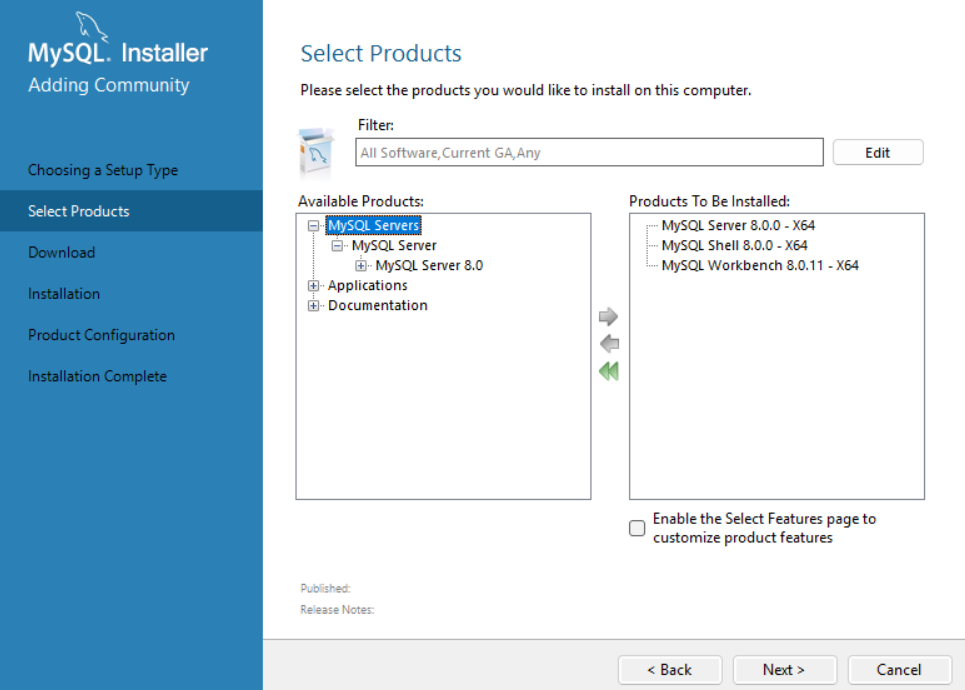 MySQL. Installer
Adding Community
Choosing a Setup Type
Select Products
Download
Installation
Product Configuration
Installation Complete
Select Products
Please select the products you would like to install on this computer.
Filter:
All Software,Current GA,Any
Edit
Available Products:
MySQL Servers
MySQL Server
MySQL Server 8.0
Applications
Documentation
Products To Be Installed:
MySQL Server 8.0.0 - X64
MySQL Shell 8.0.0 - X64
MySQL Workbench 8.0.11 - X64
Enable the Select Features page to
customize product features
Published:
Release Notes:
< Back
Next >
Cancel